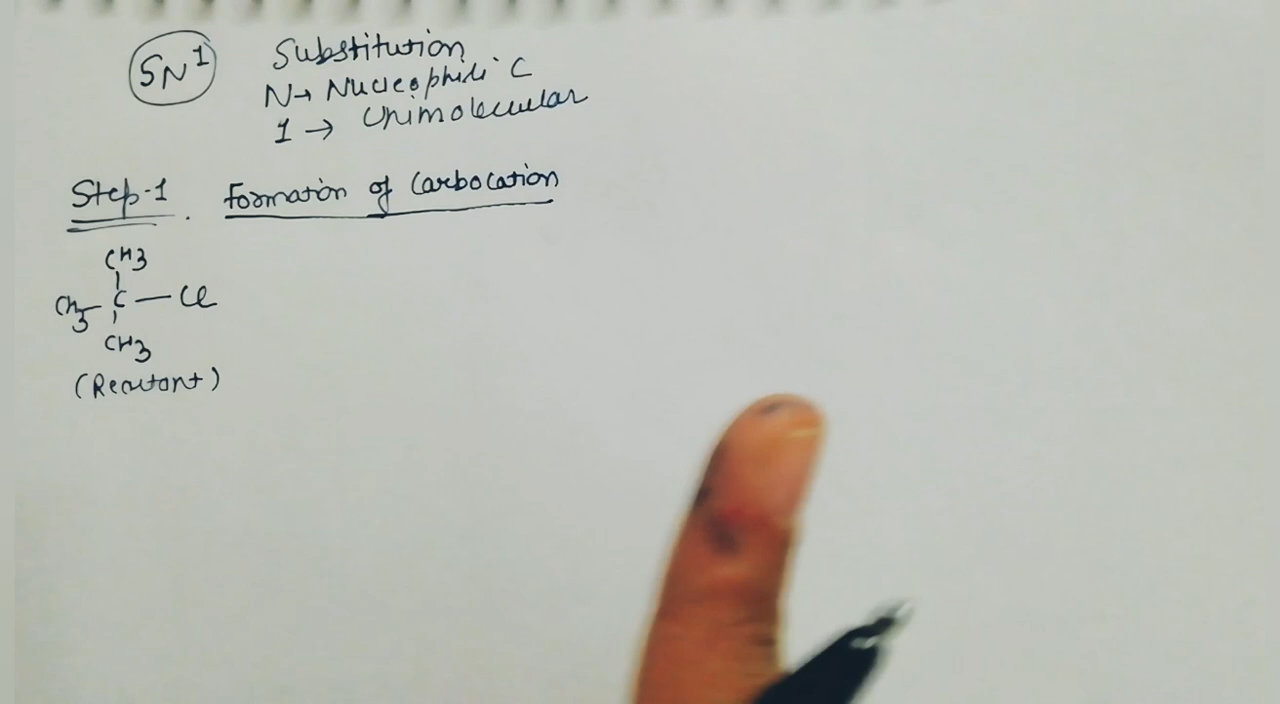 SN1 Substitution
N→ Nucleophilic
1 → Unimolecular
Step-1. Formation of Carbocation
CH3
CH3 - C - Cl
CH3
(Reactant)